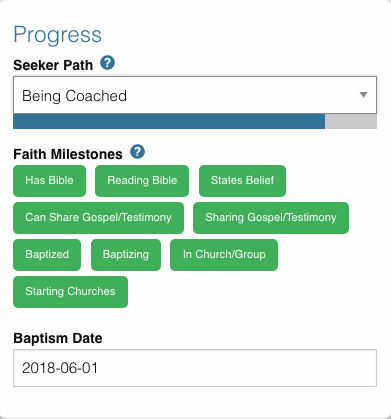 Progress
Seeker Path ?
Being Coached
Faith Milestones ?
Has Bible Reading Bible States Belief
Can Share Gospel/Testimony Sharing Gospel/Testimony
Baptized Baptizing In Church/Group
Starting Churches
Baptism Date
2018-06-01